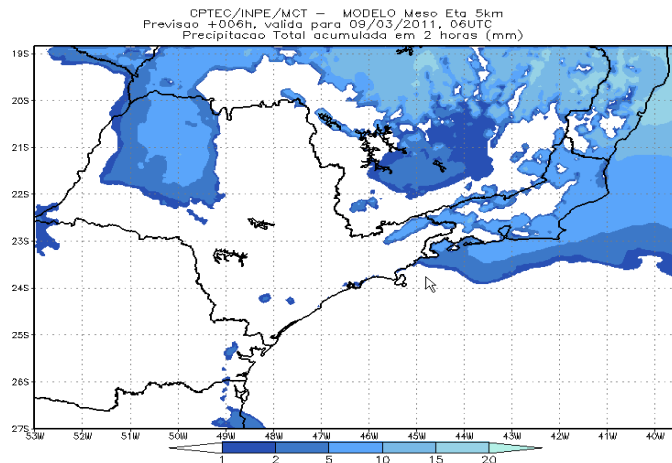 CPTEC/INPE/MCT – MODELO Meso Eta 5km
Previsao +006h, valida para 09/03/2011, 06UTC
Precipitacao Total acumulada em 2 horas (mm)
20S
21S
22S
23S
24S
25S
26S
27S
53W 52W 51W 50W 49W 48W 47W 46W 45W 44W 43W 42W 41W 40W
1 2 5 10 15 20